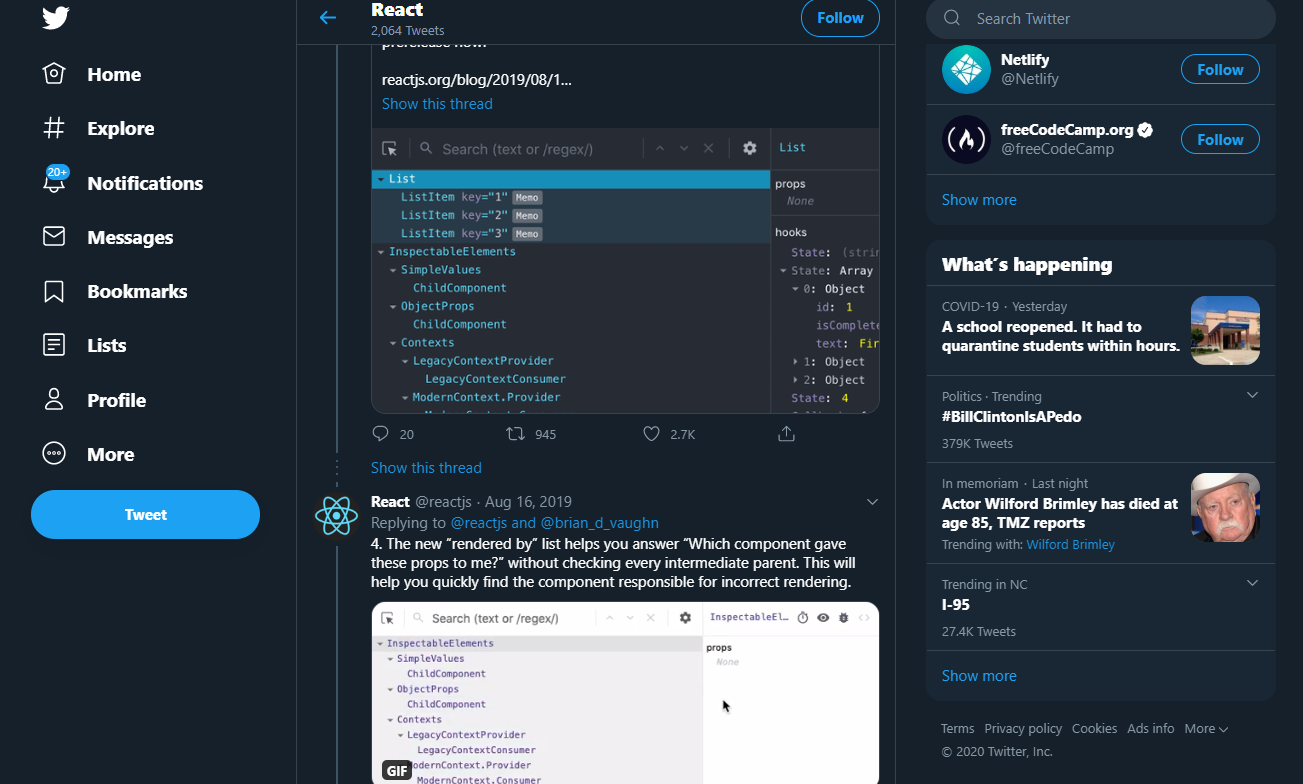 Home
Explore
20+
Notifications
Messages
Bookmarks
Lists
Profile
More
Tweet
React
2,064 Tweets
Follow
prerelease now!
reactjs.org/blog/2019/08/1...
Show this thread
Search (text or /regex/)
List
List
ListItem key="1" Memo
ListItem key="2" Memo
ListItem key="3" Memo
InspectableElements
SimpleValues
ChildComponent
ObjectProps
ChildComponent
Contexts
LegacyContextProvider
LegacyContextConsumer
ModernContext.Provider
props
None
hooks
State: (strin
State: Array
0: Object
id: 1
isComplete
text: Fir
1: Object
2: Object
State: 4
20
945
2.7K
Show this thread
React @reactjs · Aug 16, 2019
Replying to @reactjs and @brian_d_vaughn
4. The new “rendered by” list helps you answer “Which component gave
these props to me?” without checking every intermediate parent. This will
help you quickly find the component responsible for incorrect rendering.
Search (text or /regex/)
InspectableEl…
InspectableElements
SimpleValues
ChildComponent
ObjectProps
ChildComponent
Contexts
LegacyContextProvider
LegacyContextConsumer
ModernContext.Provider
ModernContext.Consumer
GIF
props
None
Search Twitter
Netlify
@Netlify
Follow
freeCodeCamp.org
@freeCodeCamp
Follow
Show more
What´s happening
COVID-19 · Yesterday
A school reopened. It had to
quarantine students within hours.
Politics · Trending
#BillClintonIsAPedo
379K Tweets
In memoriam · Last night
Actor Wilford Brimley has died at
age 85, TMZ reports
Trending with: Wilford Brimley
Trending in NC
I-95
27.4K Tweets
Show more
Terms Privacy policy Cookies Ads info More
© 2020 Twitter, Inc.